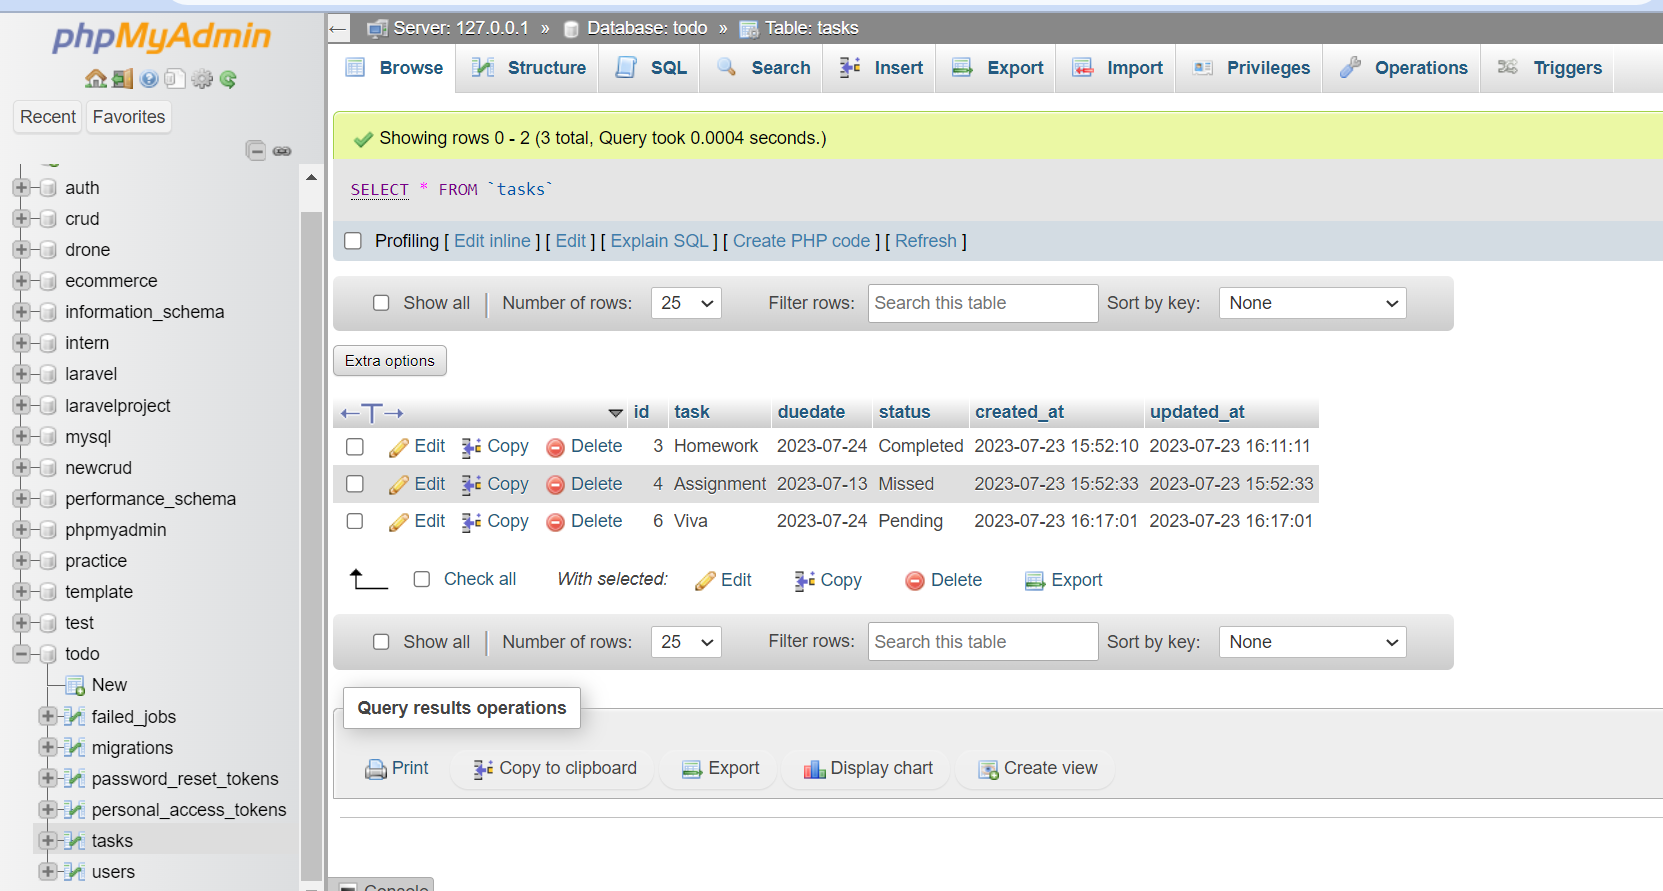 phpMyAdmin
Recent Favorites
auth
crud
drone
ecommerce
information_schema
intern
laravel
laravelproject
mysql
newcrud
performance_schema
phpmyadmin
practice
template
test
todo
New
failed_jobs
migrations
password_reset_tokens
personal_access_tokens
tasks
users
Server: 127.0.0.1 » Database: todo » Table: tasks
Browse Structure SQL Search Insert Export Import Privileges Operations Triggers
Showing rows 0 - 2 (3 total, Query took 0.0004 seconds.)
SELECT * FROM `tasks`
Profiling [ Edit inline ] [ Edit ] [ Explain SQL ] [ Create PHP code ] [ Refresh ]
Show all | Number of rows: 25 Filter rows: Search this table Sort by key: None
Extra options
←T→ id task duedate status created_at updated_at
Edit Copy Delete 3 Homework 2023-07-24 Completed 2023-07-23 15:52:10 2023-07-23 16:11:11
Edit Copy Delete 4 Assignment 2023-07-13 Missed 2023-07-23 15:52:33 2023-07-23 15:52:33
Edit Copy Delete 6 Viva 2023-07-24 Pending 2023-07-23 16:17:01 2023-07-23 16:17:01
Check all With selected: Edit Copy Delete Export
Show all | Number of rows: 25 Filter rows: Search this table Sort by key: None
Query results operations
Print Copy to clipboard Export Display chart Create view
Console